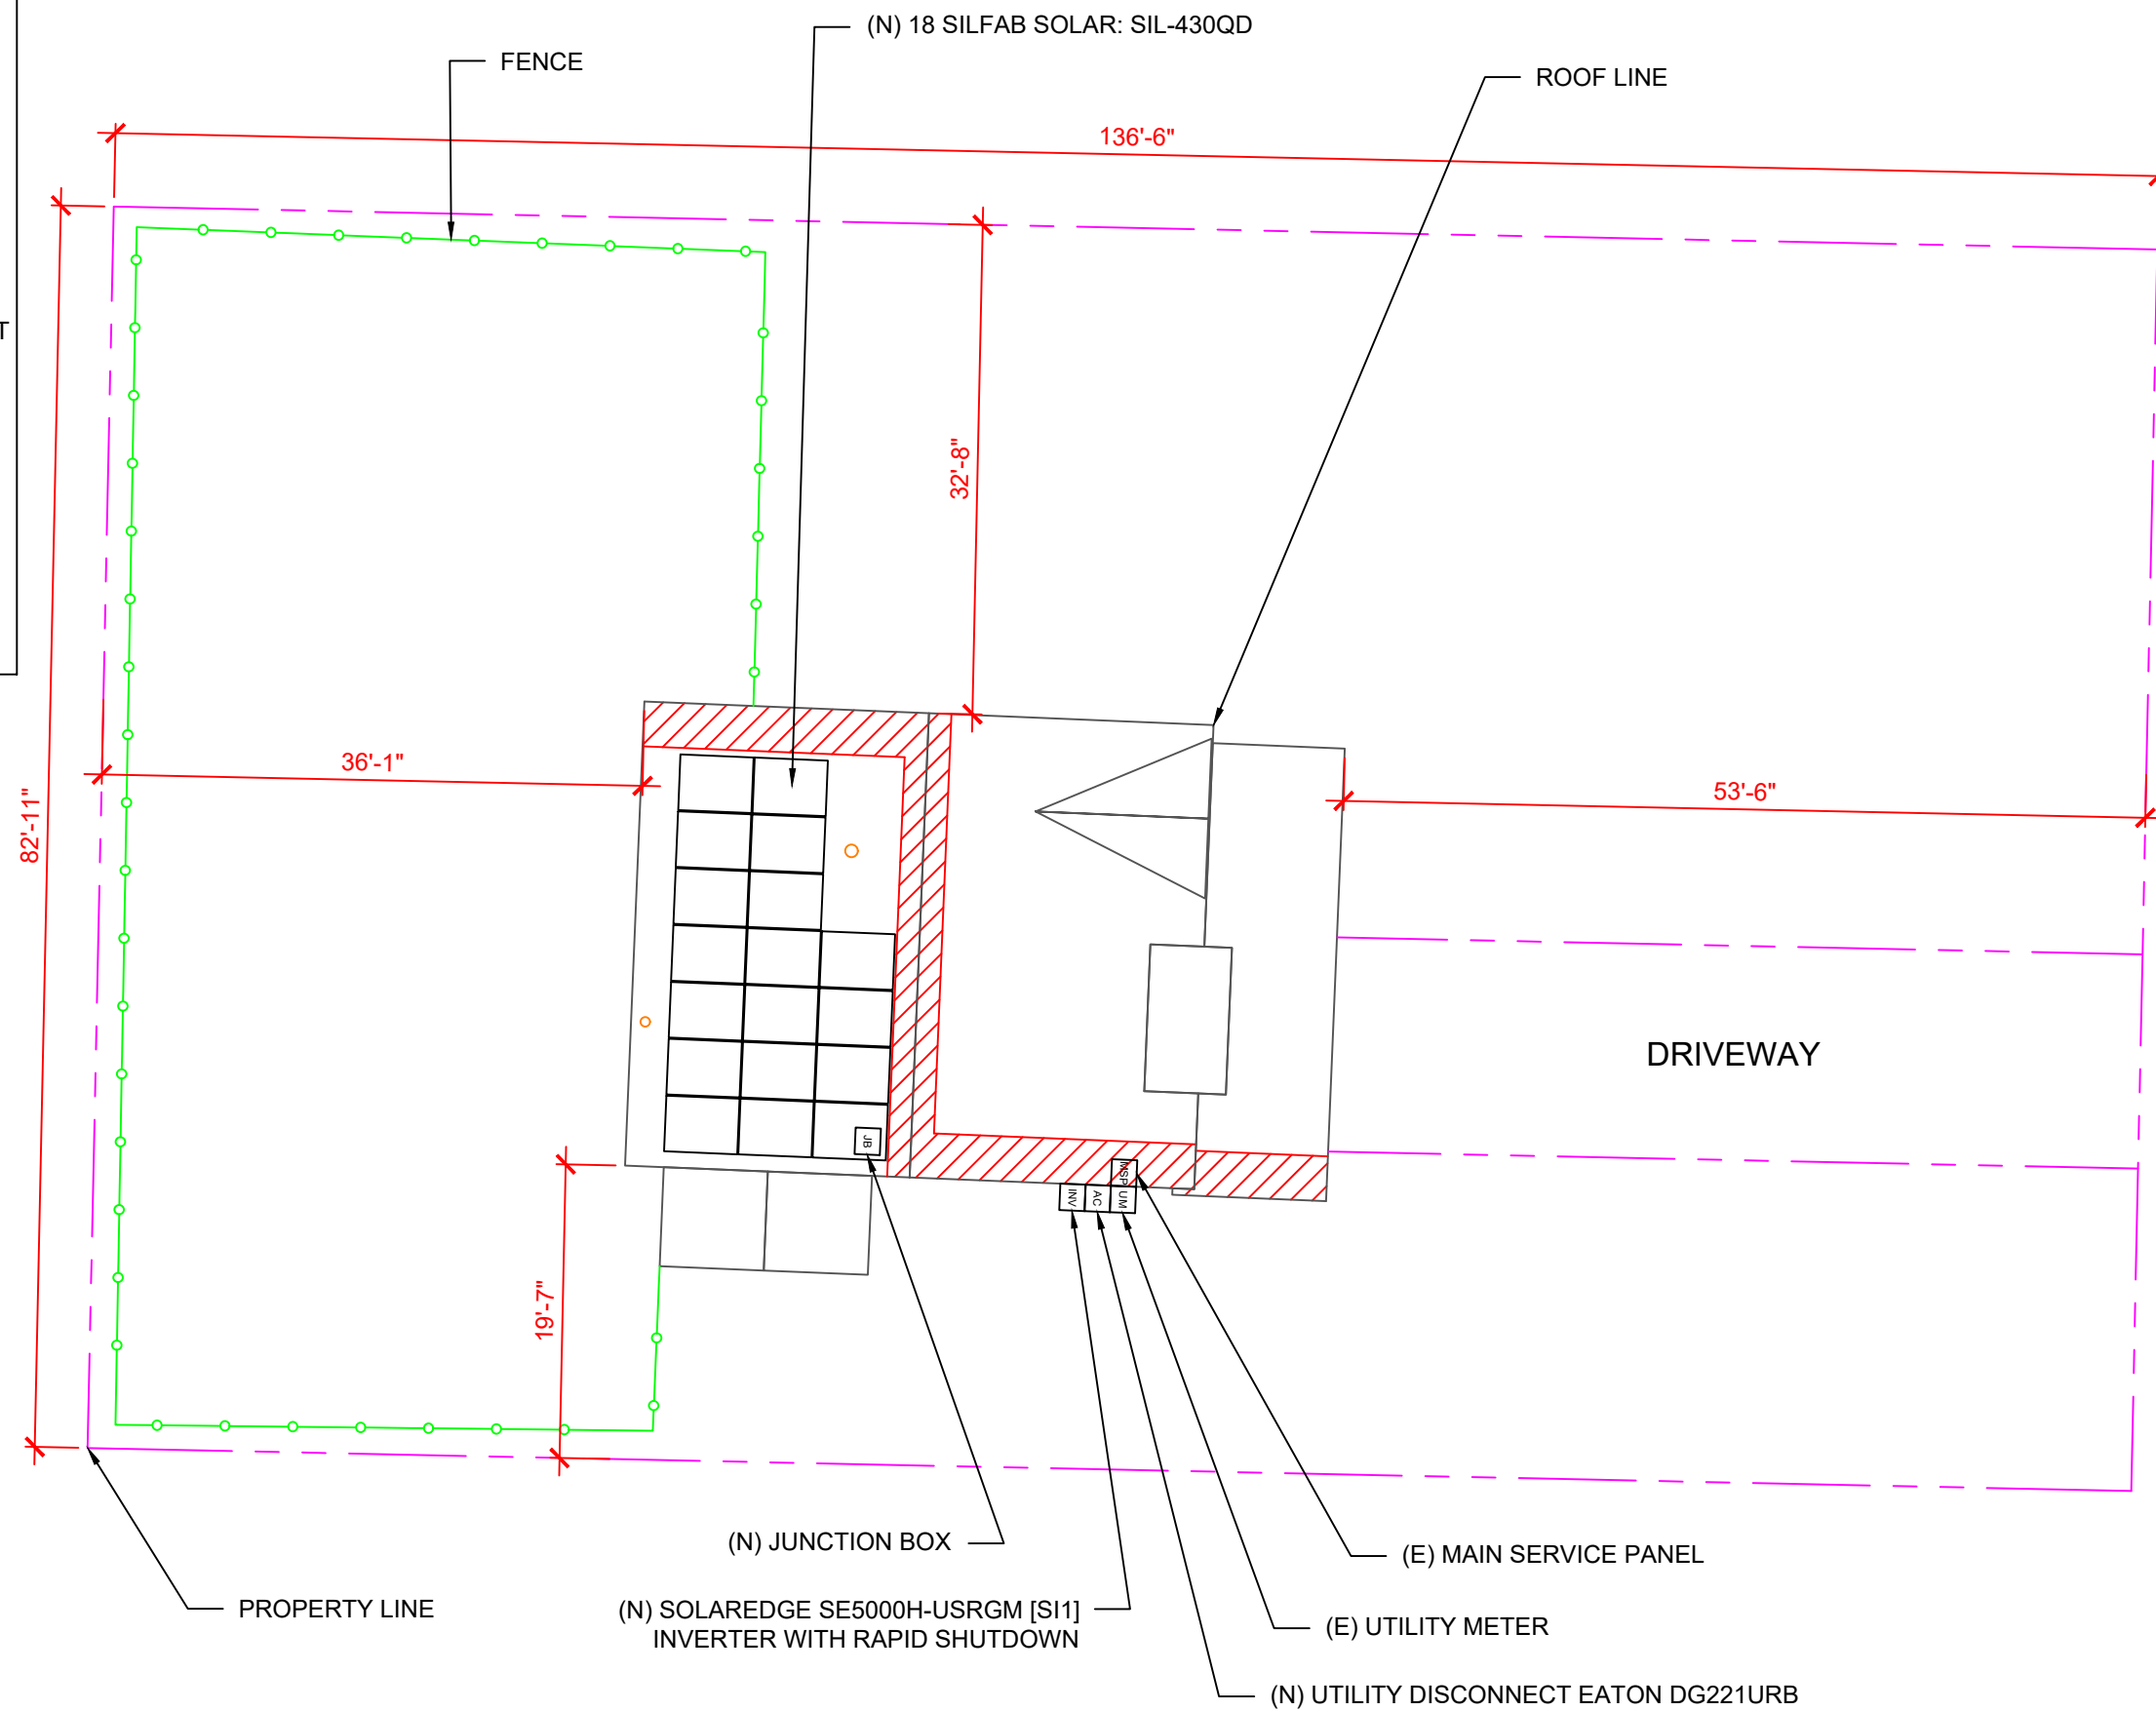 (N) 18 SILFAB SOLAR: SIL-430QD
FENCE
ROOF LINE
136'-6"
T
32'-8"
36'-1"
53'-6"
82'-11"
DRIVEWAY
JB
MSP
INV
AC
UM
19'-7"
(N) JUNCTION BOX
(E) MAIN SERVICE PANEL
PROPERTY LINE
(N) SOLAREDGE SE5000H-USRGM [SI1]
INVERTER WITH RAPID SHUTDOWN
(E) UTILITY METER
(N) UTILITY DISCONNECT EATON DG221URB